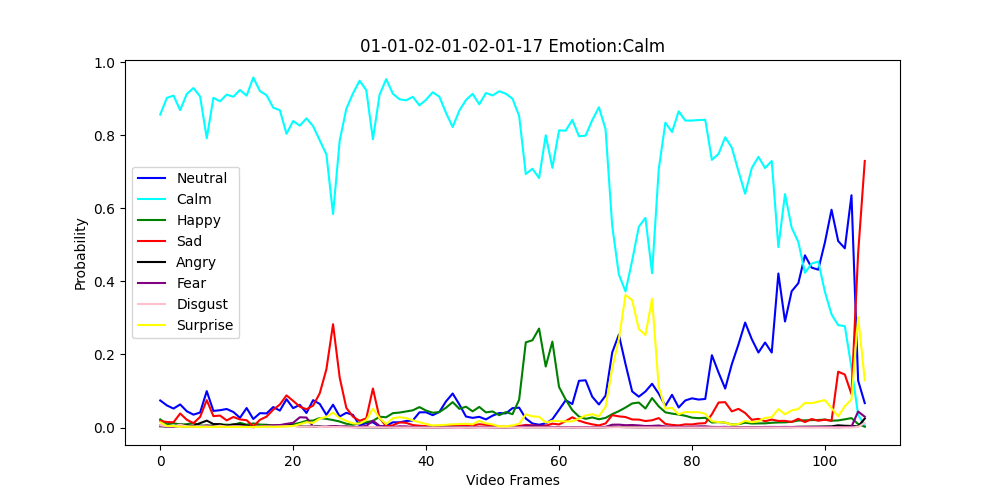 01-01-02-01-02-01-17 Emotion:Calm
1.0
0.8
0.6
0.4
0.2
0.0
Probability
Neutral
Calm
Happy
Sad
Angry
Fear
Disgust
Surprise
0 20 40 60 80 100
Video Frames